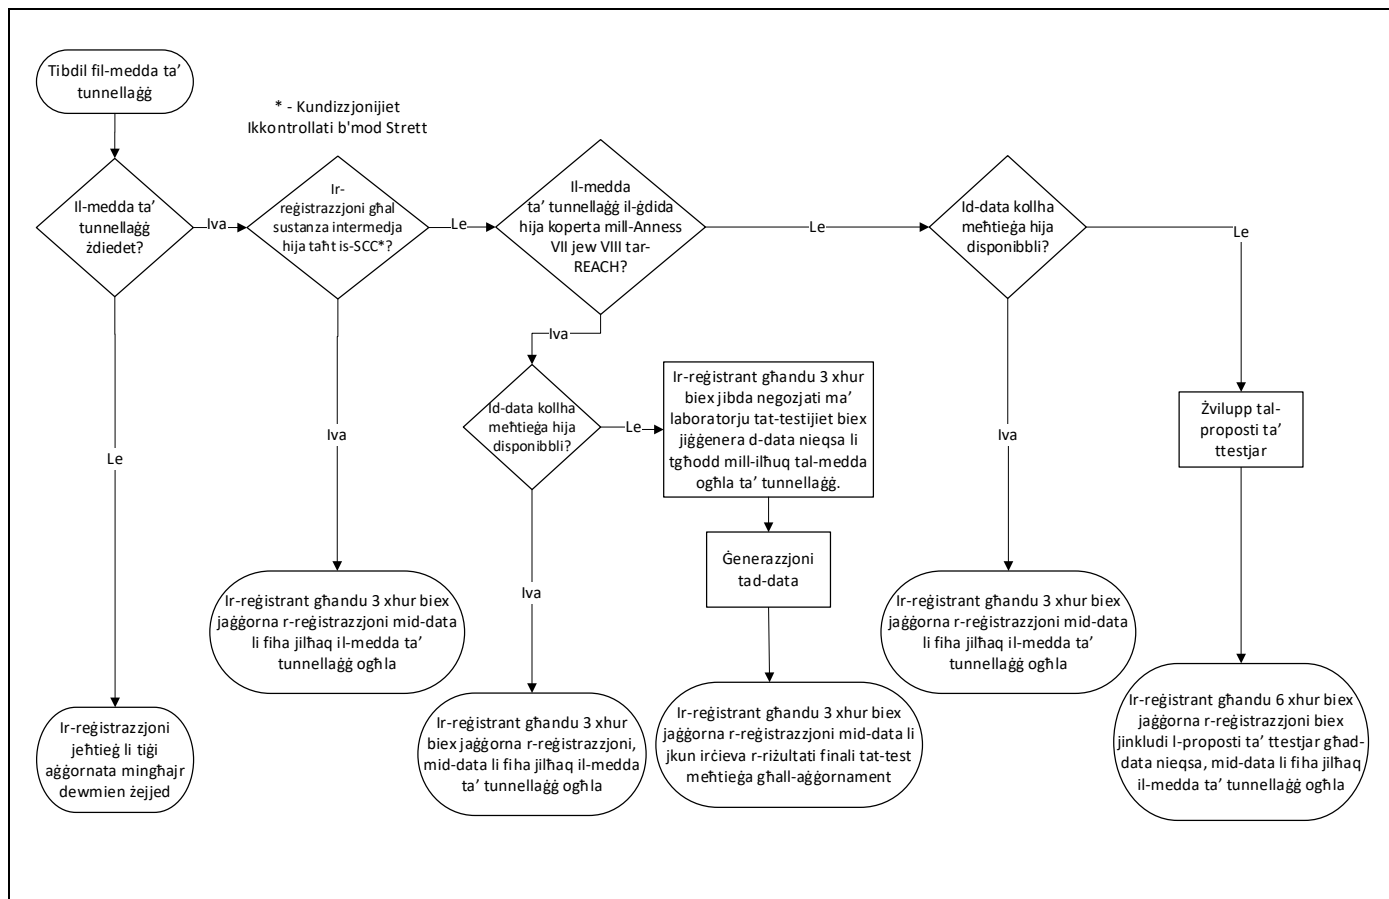 Tibdil fil-medda ta’
tunnellaġġ
* - Kundizzjonijiet
Ikkontrollati b'mod Strett
Il-medda ta’
tunnellaġġ
żdiedet?
Iva
Ir-
reġistrazzjoni għal
sustanza intermedja
hija taħt is-SCC*?
Le
Il-medda
ta’ tunnellaġġ il-ġdida
hija koperta mill-Anness
VII jew VIII tar-
REACH?
Le
Id-data kollha
meħtieġa hija
disponibbli?
Le
Iva
Id-data kollha
meħtieġa hija
disponibbli?
Le
Ir-reġistrant għandu 3 xhur
biex jibda negozjati ma’
laboratorju tat-testijiet biex
jiġġenera d-data nieqsa li
tgħodd mill-ilħuq tal-medda
ogħla ta’ tunnellaġġ.
Żvilupp tal-
proposti ta’
ttestjar
Le
Iva
Iva
Iva
Ġenerazzjoni
tad-data
Ir-reġistrant għandu 3 xhur biex
jaġġorna r-reġistrazzjoni mid-data
li fiha jilħaq il-medda ta’
tunnellaġġ ogħla
Ir-reġistrant għandu 3 xhur biex
jaġġorna r-reġistrazzjoni mid-data
li fiha jilħaq il-medda ta’
tunnellaġġ ogħla
Ir-reġistrazzjoni
jeħtieġ li tiġi
aġġornata mingħajr
dewmien żejjed
Ir-reġistrant għandu 3 xhur
biex jaġġorna r-reġistrazzjoni,
mid-data li fiha jilħaq il-medda
ta’ tunnellaġġ ogħla
Ir-reġistrant għandu 3 xhur biex
jaġġorna r-reġistrazzjoni mid-data li
jkun irċieva r-riżultati finali tat-test
meħtieġa għall-aġġornament
Ir-reġistrant għandu 6 xhur biex
jaġġorna r-reġistrazzjoni biex
jinkludi l-proposti ta’ ttestjar għad-
data nieqsa, mid-data li fiha jilħaq
il-medda ta’ tunnellaġġ ogħla